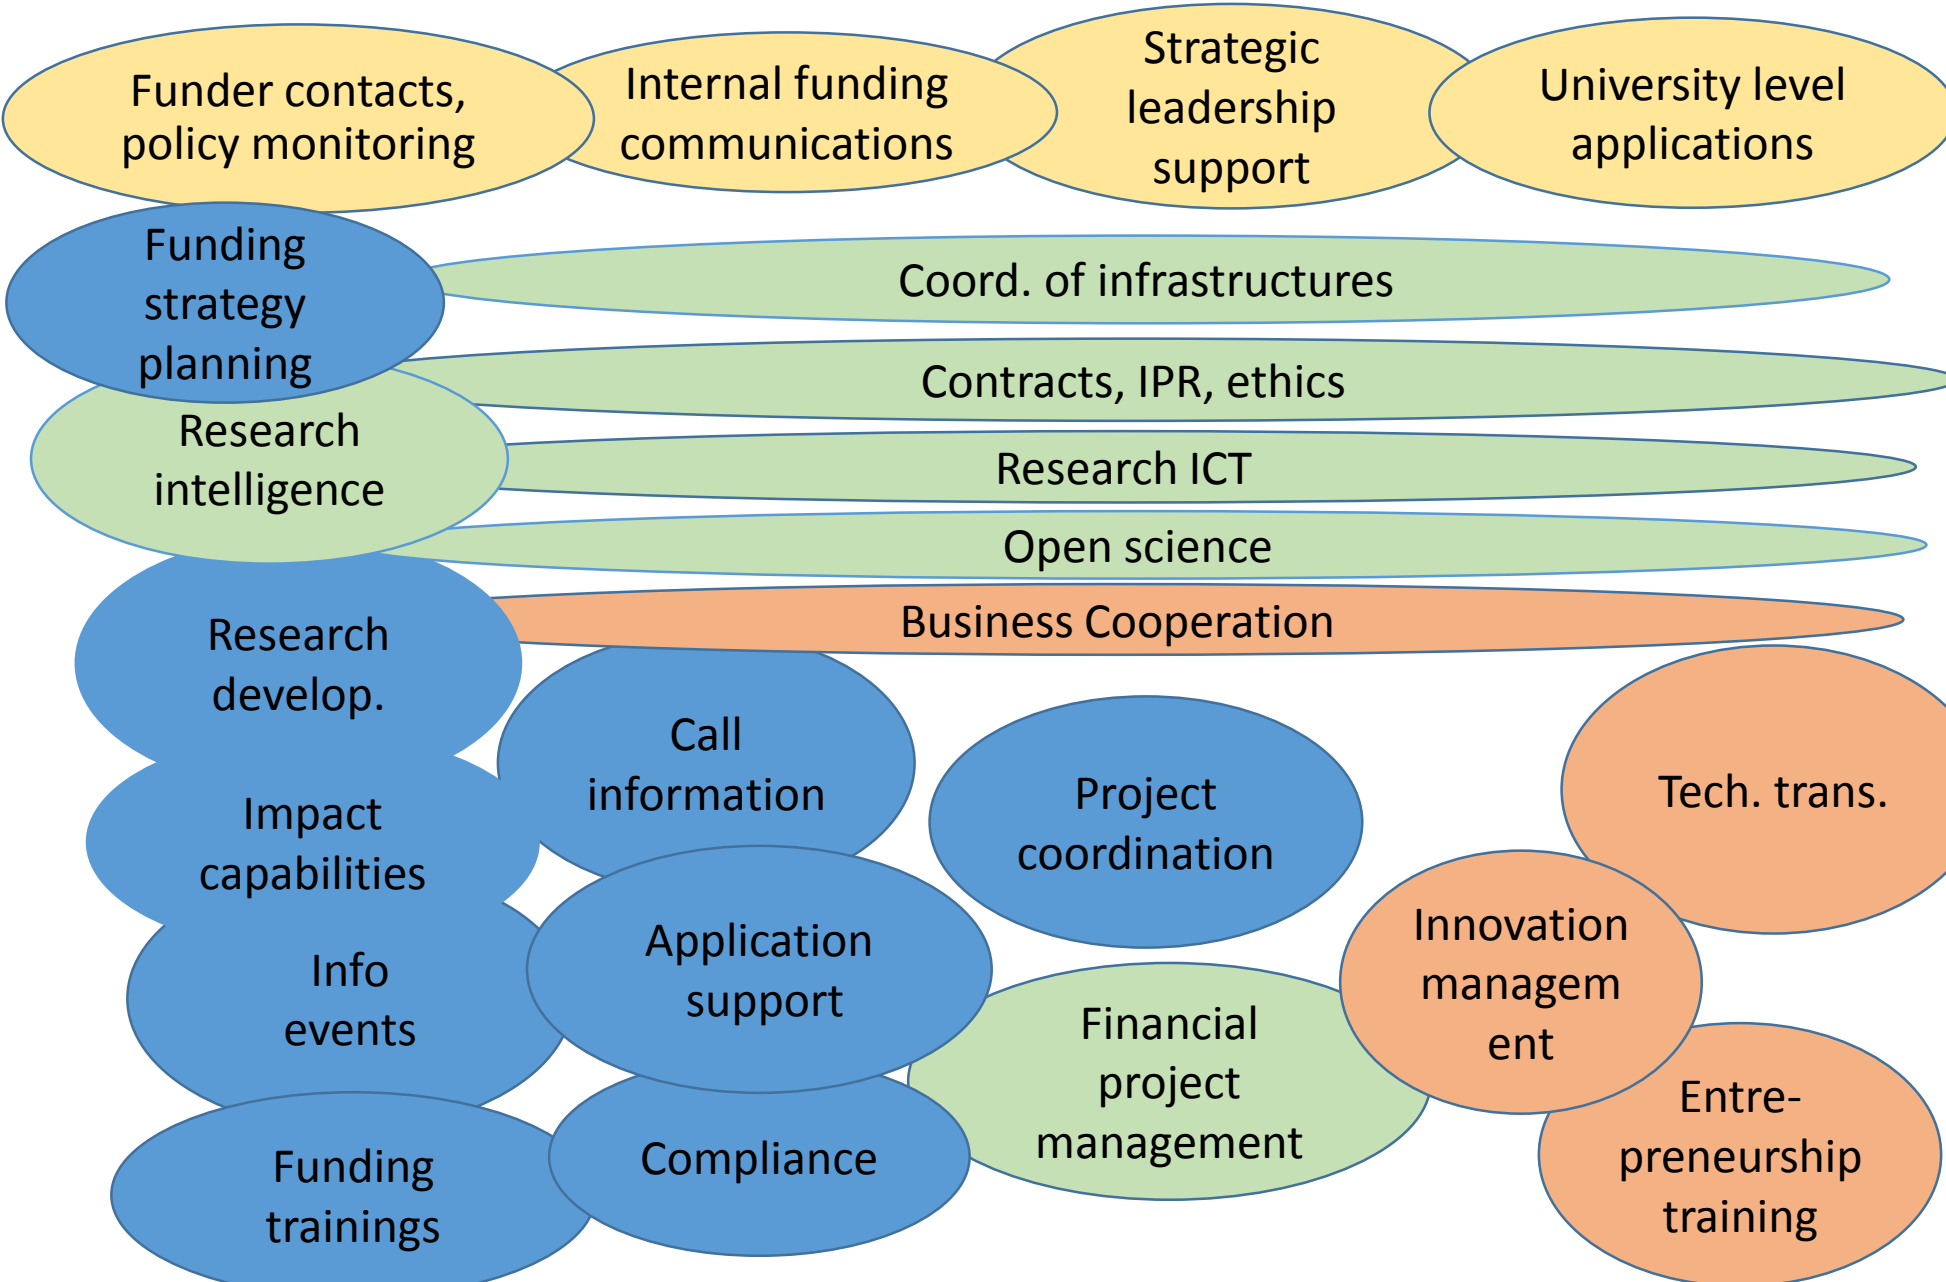 Funder contacts,
policy monitoring
Internal funding
communications
Strategic
leadership
support
University level
applications
Funding
strategy
planning
Coord. of infrastructures
Contracts, IPR, ethics
Research
intelligence
Research ICT
Open science
Business Cooperation
Research
develop.
Call
information
Project
coordination
Tech. trans.
Impact
capabilities
Application
support
Innovation
managem
ent
Info
events
Financial
project
management
Entre-
preneurship
training
Funding
trainings
Compliance